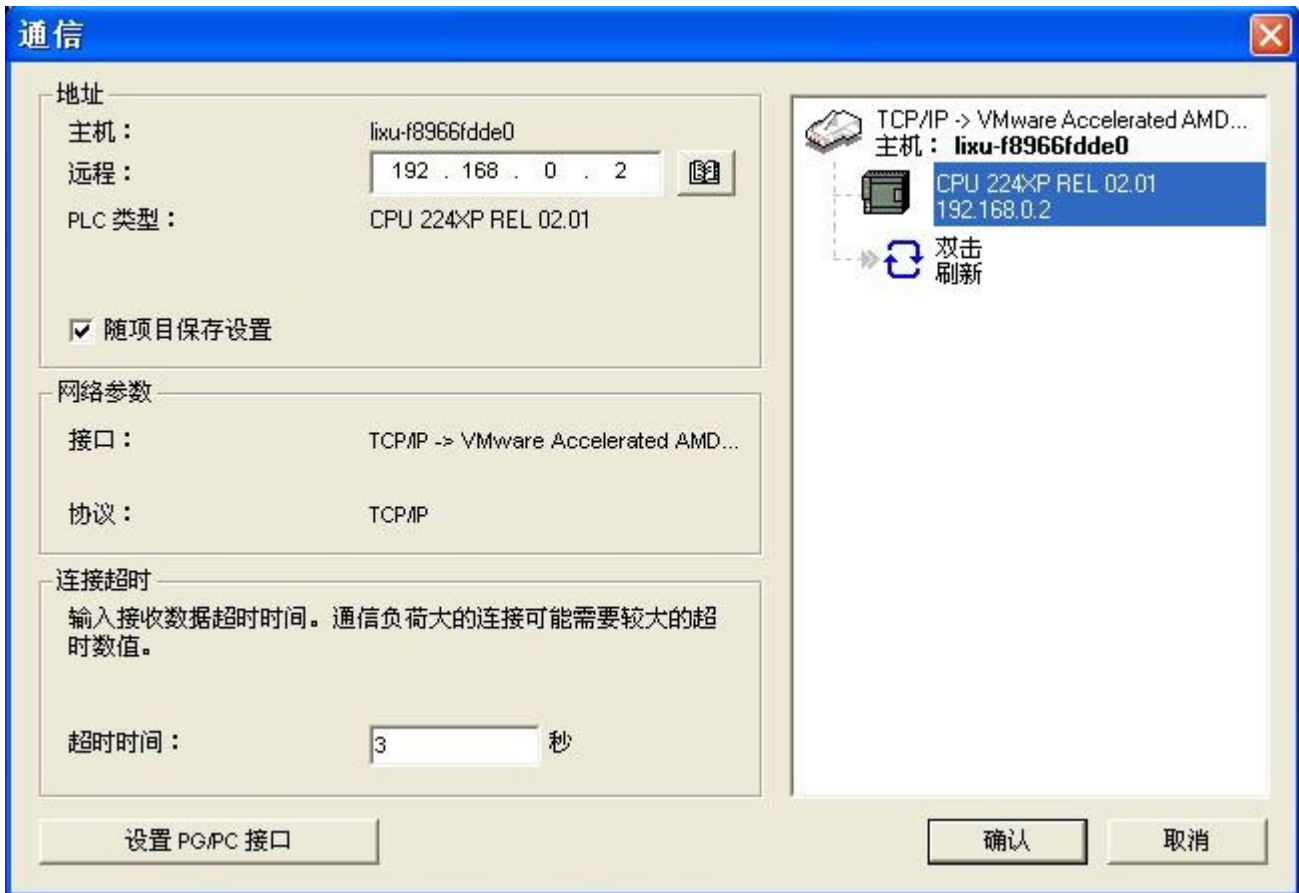 通信
地址
主机： lixu-f8966fdde0
远程： 192 . 168 . 0 . 2
PLC 类型： CPU 224XP REL 02.01
随项目保存设置
网络参数
接口： TCP/IP -> VMware Accelerated AMD...
协议： TCP/IP
连接超时
输入接收数据超时时间。通信负荷大的连接可能需要较大的超
时数值。
超时时间： 3 秒
设置 PG/PC 接口
TCP/IP -> VMware Accelerated AMD...
主机： lixu-f8966fdde0
CPU 224XP REL 02.01
192.168.0.2
双击
刷新
确认
取消